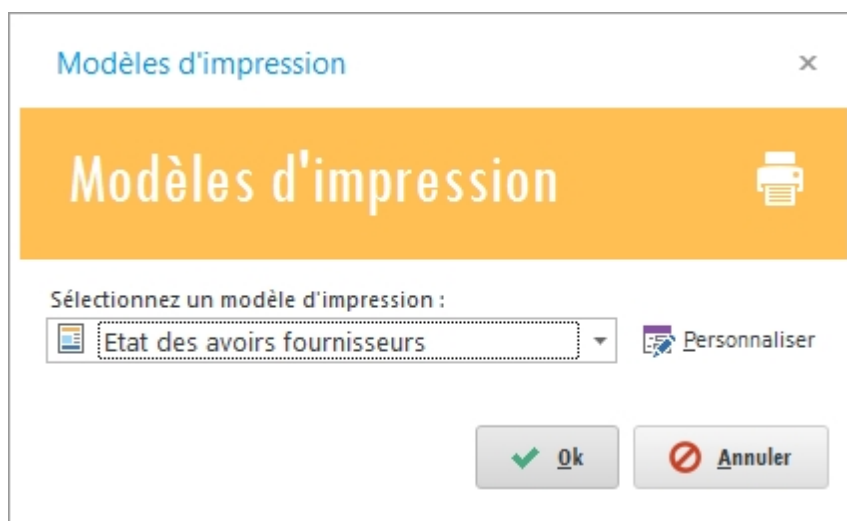 Modèles d'impression
Modèles d'impression
Sélectionnez un modèle d'impression :
Etat des avoirs fournisseurs
Personnaliser
Ok
Annuler